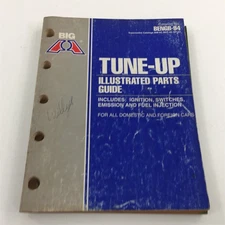 BENGB-94
BIG
TUNE-UP
ILLUSTRATED PARTS
GUIDE
INCLUDES: IGNITION, SWITCHES,
EMISSION AND FUEL INJECTION
FOR ALL DOMESTIC AND FOREIGN CARS